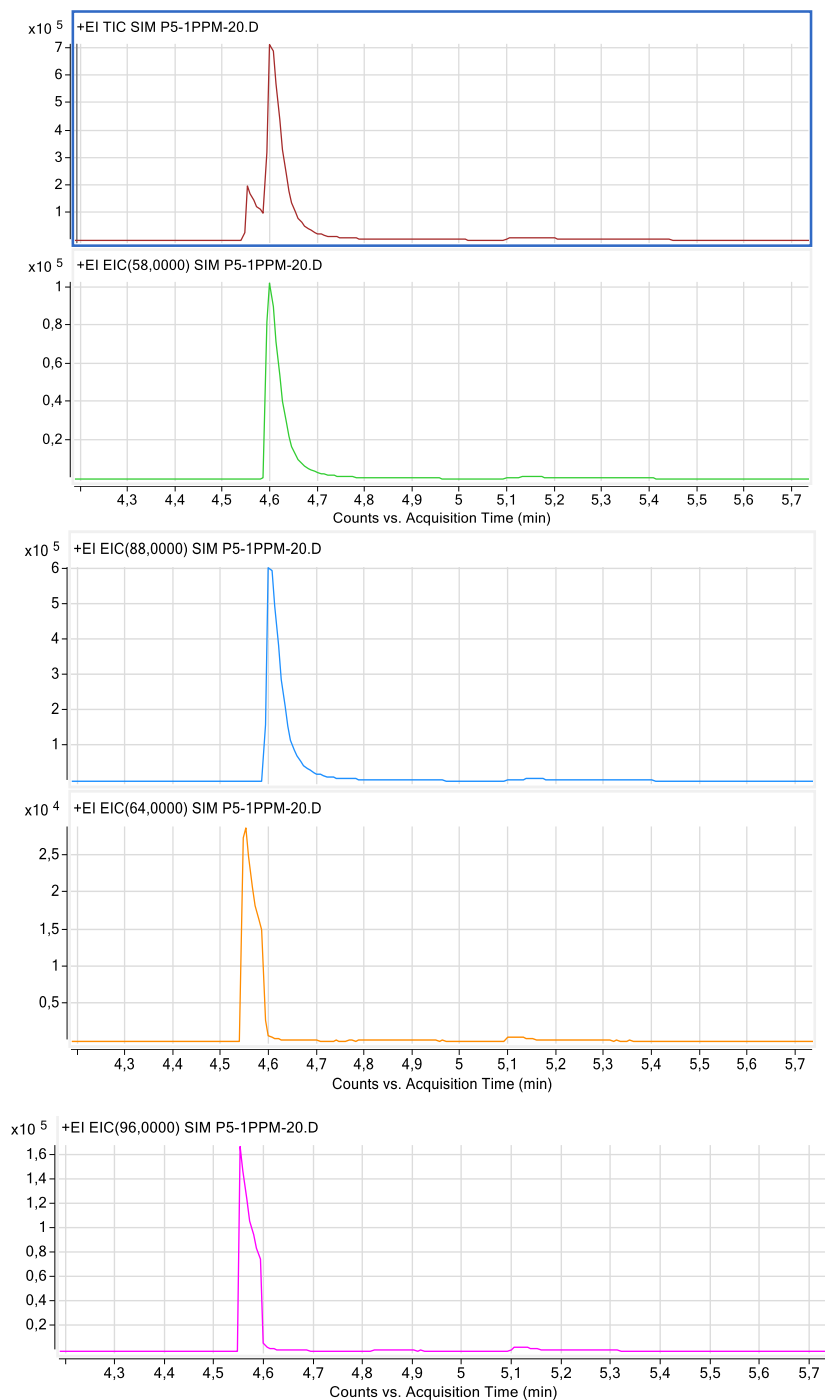 +EI TIC SIM P5-1PPM-20.D
x10 5
7
6
5
4
3
2
1
+EI EIC(58,0000) SIM P5-1PPM-20.D
x10 5
1
0,8
0,6
0,4
0,2
4,3 4,4 4,5 4,6 4,7 4,8 4,9 5 5,1 5,2 5,3 5,4 5,5 5,6 5,7
Counts vs. Acquisition Time (min)
+EI EIC(88,0000) SIM P5-1PPM-20.D
x10 5
6
5
4
3
2
1
+EI EIC(64,0000) SIM P5-1PPM-20.D
x10 4
2,5
2
1,5
1
0,5
4,3 4,4 4,5 4,6 4,7 4,8 4,9 5 5,1 5,2 5,3 5,4 5,5 5,6 5,7
Counts vs. Acquisition Time (min)
+EI EIC(96,0000) SIM P5-1PPM-20.D
x10 5
1,6
1,4
1,2
1
0,8
0,6
0,4
0,2
4,3 4,4 4,5 4,6 4,7 4,8 4,9 5 5,1 5,2 5,3 5,4 5,5 5,6 5,7
Counts vs. Acquisition Time (min)